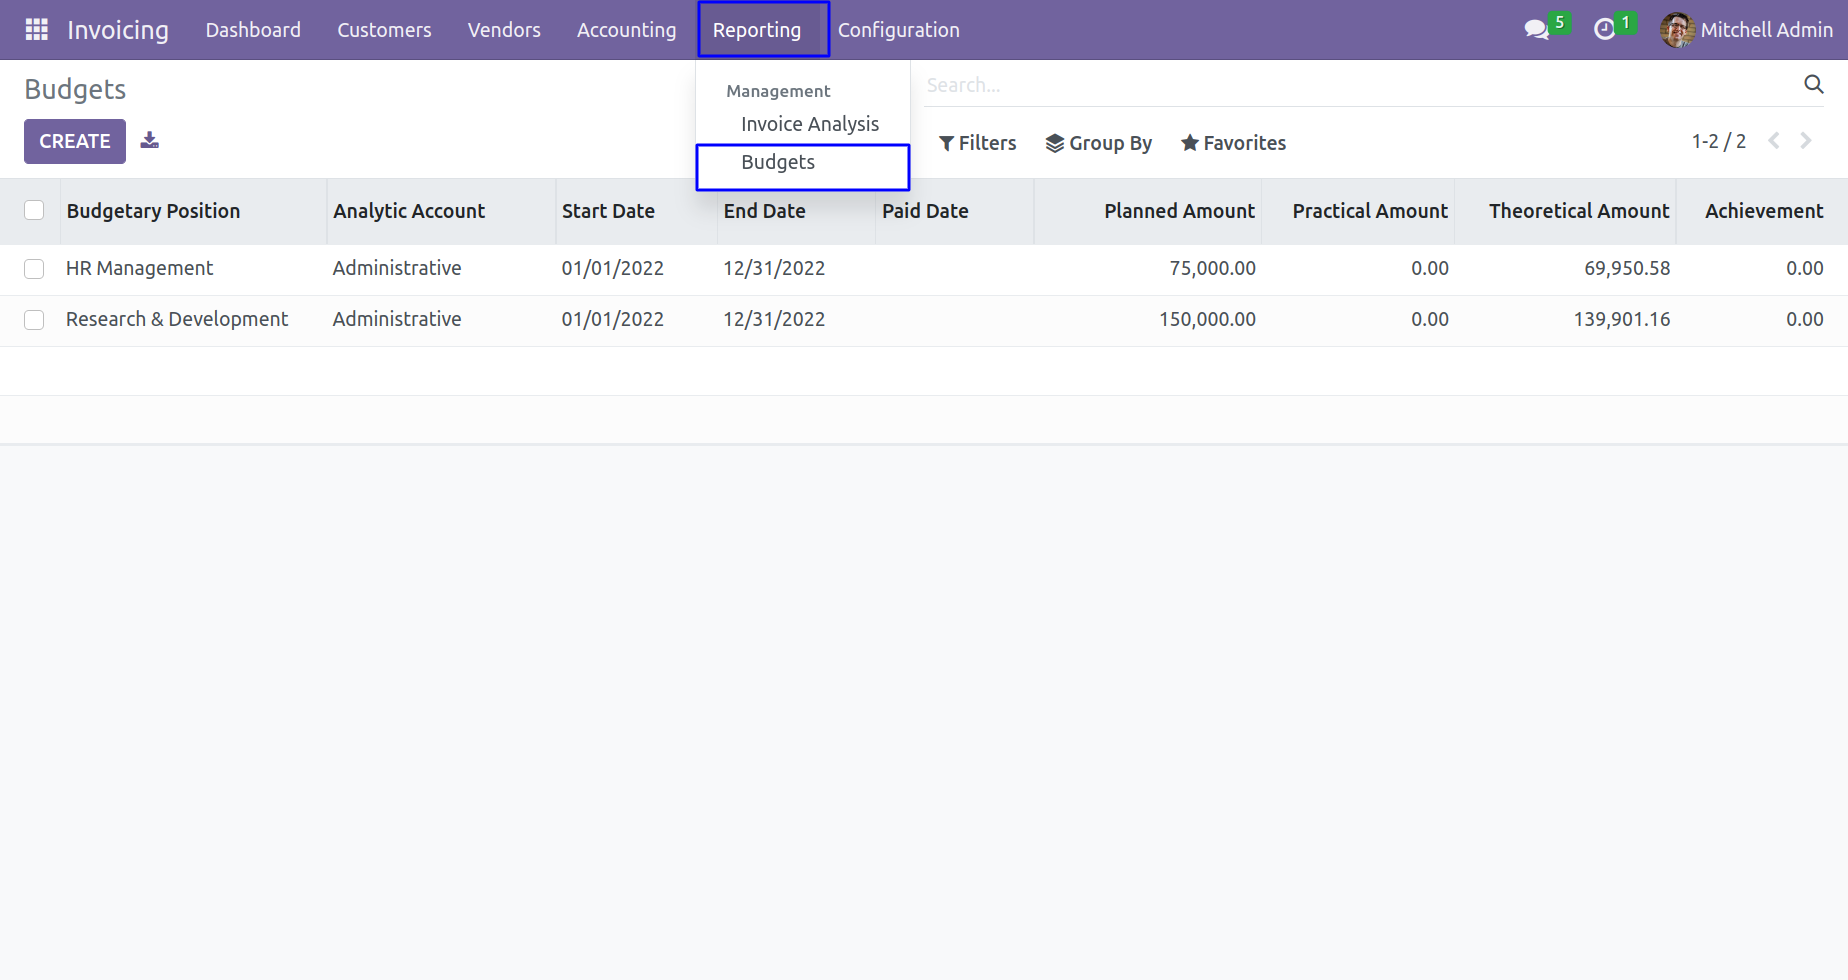 Invoicing Dashboard Customers Vendors Accounting Reporting Configuration 5 1 Mitchell Admin
Budgets
Search...
Management
Invoice Analysis
Budgets
CREATE
Filters Group By Favorites 1-2 / 2
Budgetary Position Analytic Account Start Date End Date Paid Date Planned Amount Practical Amount Theoretical Amount Achievement
HR Management Administrative 01/01/2022 12/31/2022 75,000.00 0.00 69,950.58 0.00
Research & Development Administrative 01/01/2022 12/31/2022 150,000.00 0.00 139,901.16 0.00